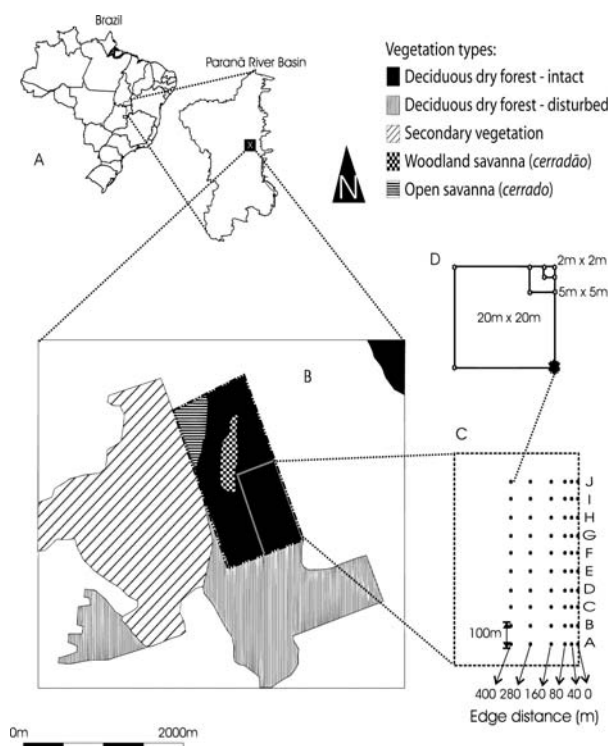 Brazil
Paranã River Basin
A
X
N
Vegetation types:
Deciduous dry forest - intact
Deciduous dry forest - disturbed
Secondary vegetation
Woodland savanna (cerradão)
Open savanna (cerrado)
D
2m x 2m
5m x 5m
20m x 20m
B
C
J
I
H
G
F
E
D
C
B
A
100m
400 280 160 80 40 0
Edge distance (m)
0m 2000m